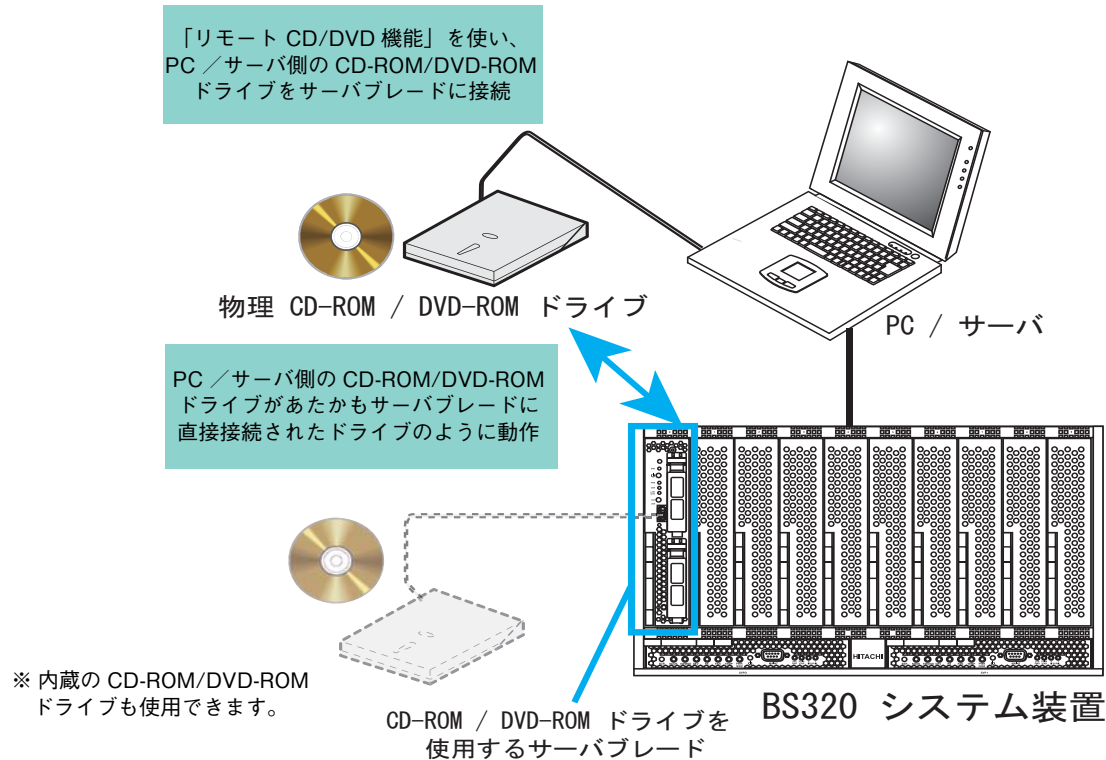 「リモート CD/DVD 機能」を使い、
PC ／サーバ側の CD-ROM/DVD-ROM
ドライブをサーバブレードに接続
物理 CD-ROM / DVD-ROM ドライブ
PC / サーバ
PC ／サーバ側の CD-ROM/DVD-ROM
ドライブがあたかもサーバブレードに
直接接続されたドライブのように動作
HITACHI
※ 内蔵の CD-ROM/DVD-ROM
ドライブも使用できます。
BS320 システム装置
CD-ROM / DVD-ROM ドライブを
使用するサーバブレード